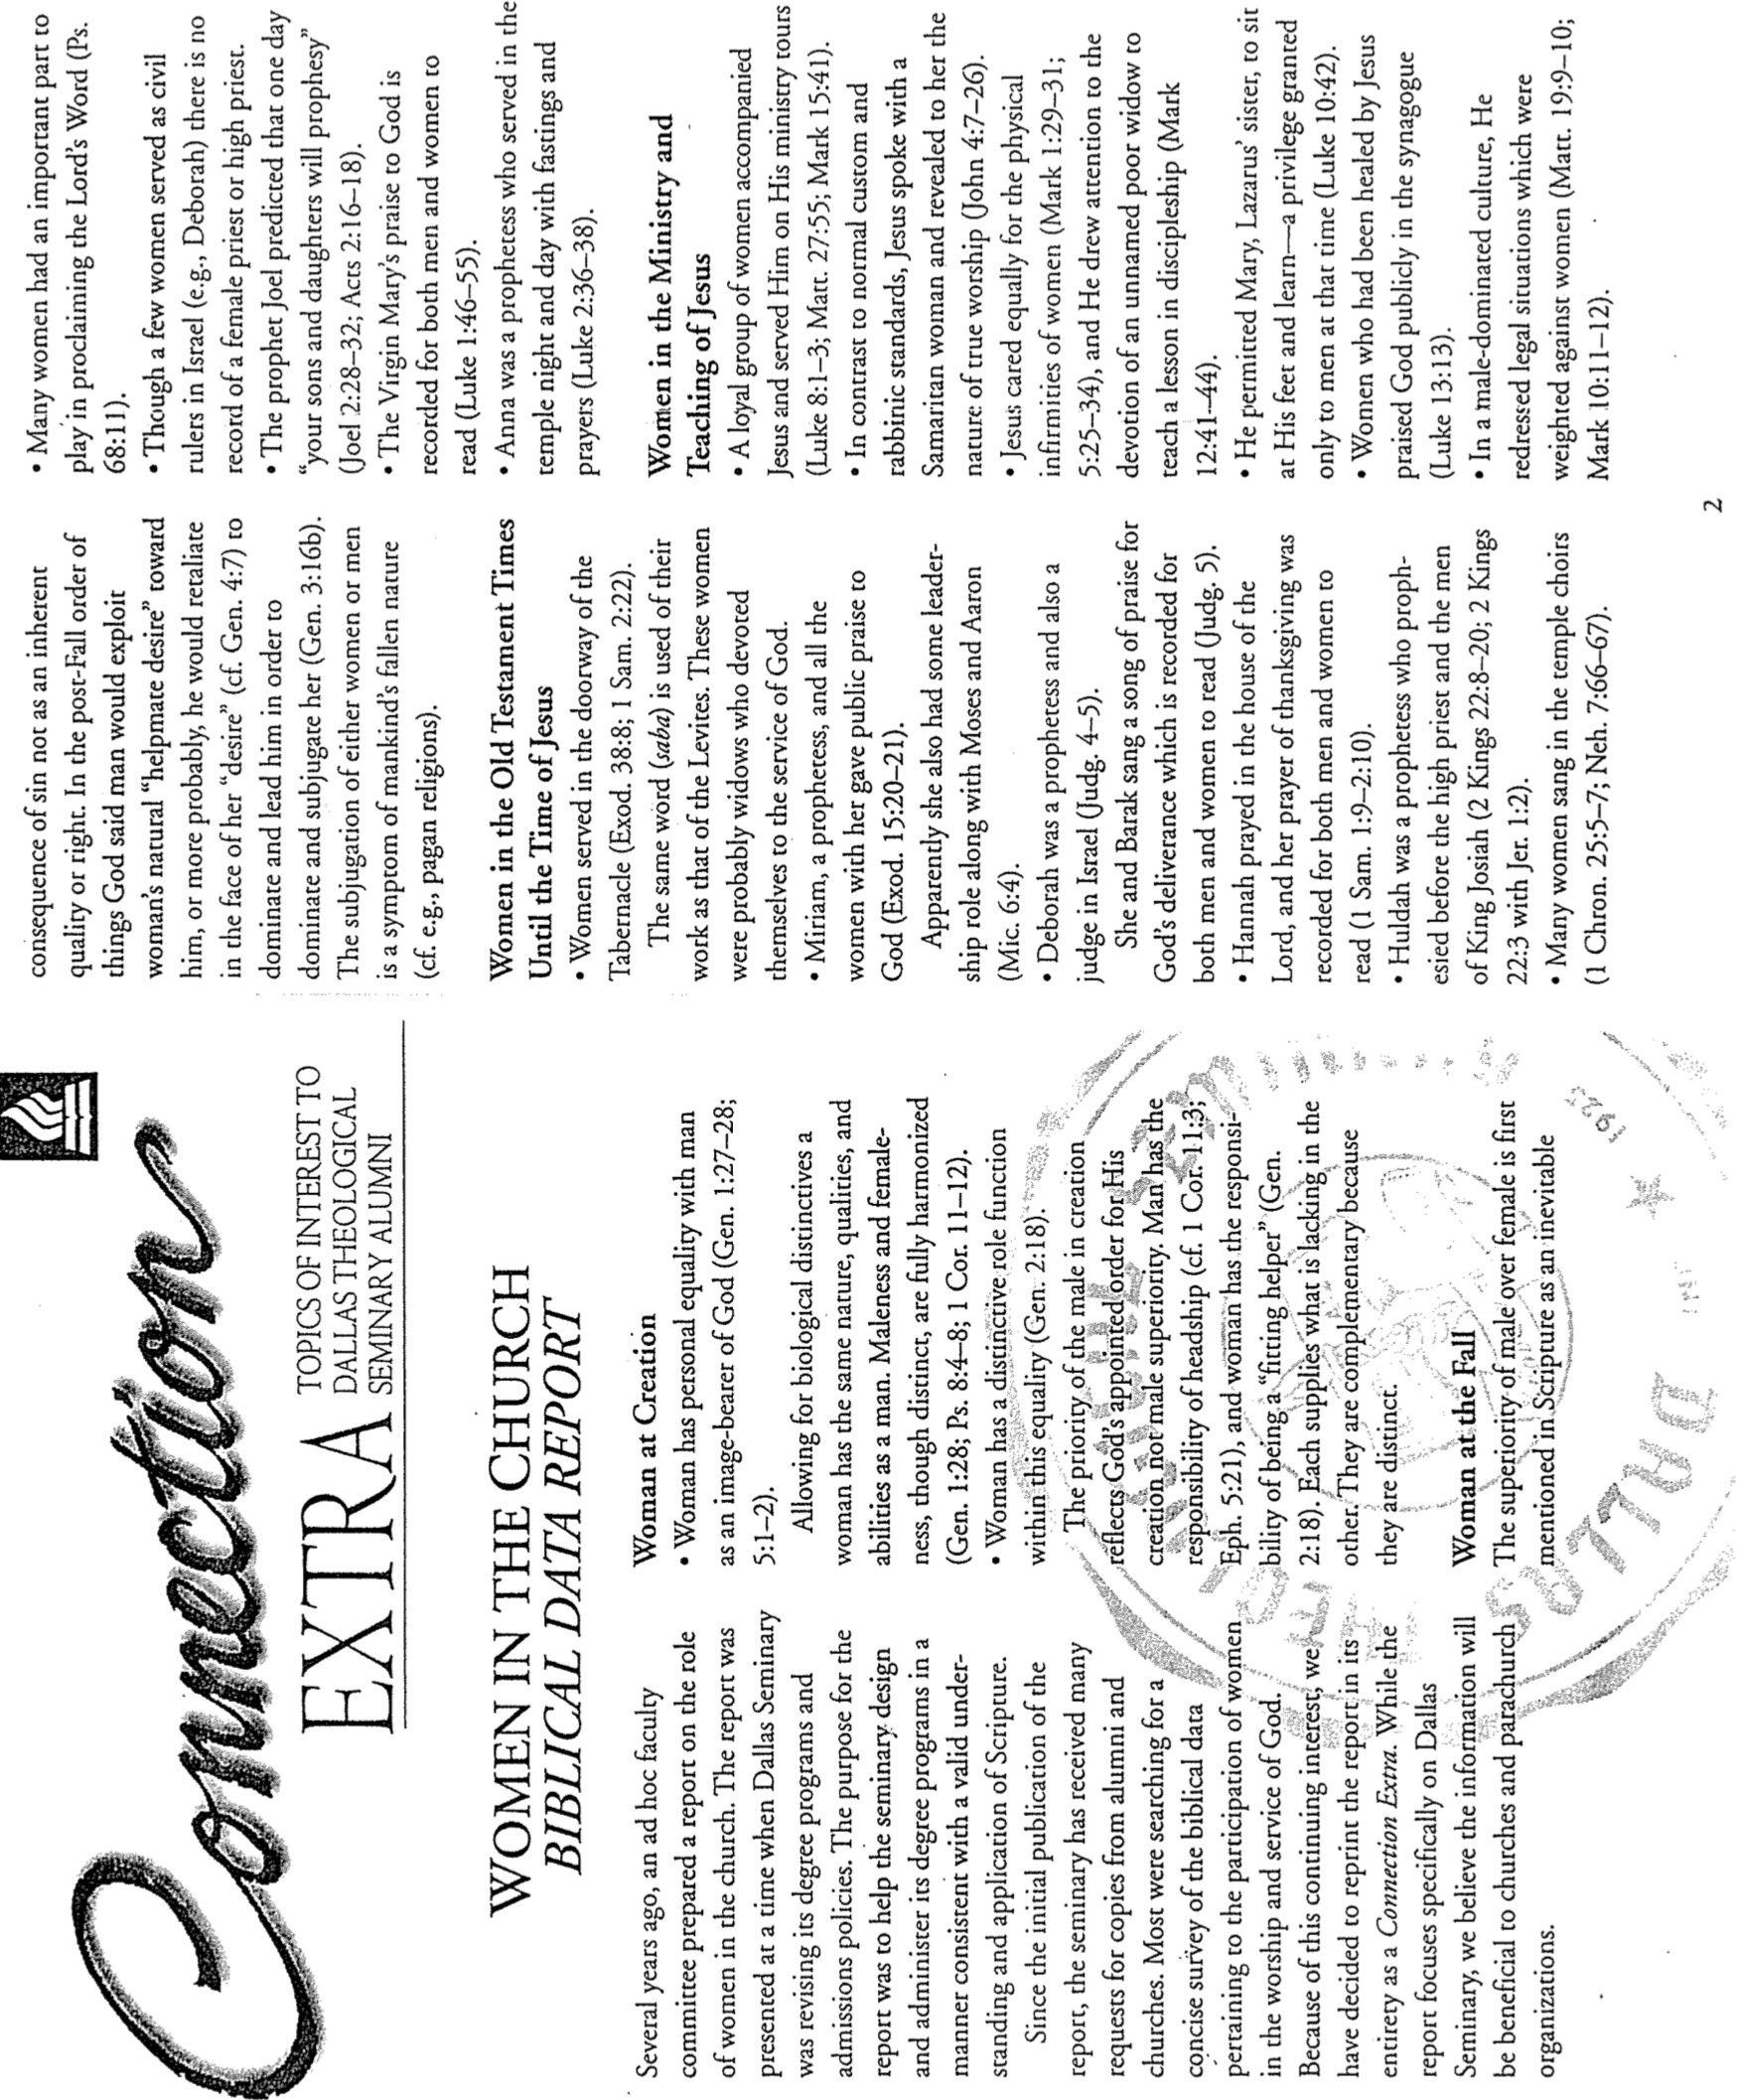 Connection
EXTRA
TOPICS OF INTEREST TO
DALLAS THEOLOGICAL
SEMINARY ALUMNI
WOMEN IN THE CHURCH
BIBLICAL DATA REPORT
Several years ago, an ad hoc faculty
committee prepared a report on the role
of women in the church. The report was
presented at a time when Dallas Seminary
was revising its degree programs and
admissions policies. The purpose for the
report was to help the seminary design
and administer its degree programs in a
manner consistent with a valid under-
standing and application of Scripture.
Since the initial publication of the
report, the seminary has received many
requests for copies from alumni and
churches. Most were searching for a
concise survey of the biblical data
pertaining to the participation of women
in the worship and service of God.
Because of this continuing interest, we
have decided to reprint the report in its
entirety as a Connection Extra. While the
report focuses specifically on Dallas
Seminary, we believe the information will
be beneficial to churches and parachurch
organizations.
Woman at Creation
• Woman has personal equality with man
as an image-bearer of God (Gen. 1:27–28;
5:1–2).
Allowing for biological distinctives a
woman has the same nature, qualities, and
abilities as a man. Maleness and female-
ness, though distinct, are fully harmonized
(Gen. 1:28; Ps. 8:4–8; 1 Cor. 11–12).
• Woman has a distinctive role function
within this equality (Gen. 2:18).
The priority of the male in creation
reflects God's appointed order for His
creation not male superiority. Man has the
responsibility of headship (cf. 1 Cor. 11:3;
Eph. 5:21), and woman has the responsi-
bility of being a "fitting helper" (Gen.
2:18). Each supplies what is lacking in the
other. They are complementary because
they are distinct.
Woman at the Fall
The superiority of male over female is first
mentioned in Scripture as an inevitable
DALLAS
1924
consequence of sin not as an inherent
quality or right. In the post-Fall order of
things God said man would exploit
woman's natural "helpmate desire" toward
him, or more probably, he would retaliate
in the face of her "desire" (cf. Gen. 4:7) to
dominate and lead him in order to
dominate and subjugate her (Gen. 3:16b).
The subjugation of either women or men
is a symptom of mankind's fallen nature
(cf. e.g., pagan religions).
Women in the Old Testament Times
Until the Time of Jesus
• Women served in the doorway of the
Tabernacle (Exod. 38:8; 1 Sam. 2:22).
The same word (saba) is used of their
work as that of the Levites. These women
were probably widows who devoted
themselves to the service of God.
• Miriam, a prophetess, and all the
women with her gave public praise to
God (Exod. 15:20–21).
Apparently she also had some leader-
ship role along with Moses and Aaron
(Mic. 6:4).
• Deborah was a prophetess and also a
judge in Israel (Judg. 4–5).
She and Barak sang a song of praise for
God's deliverance which is recorded for
both men and women to read (Judg. 5).
• Hannah prayed in the house of the
Lord, and her prayer of thanksgiving was
recorded for both men and women to
read (1 Sam. 1:9–2:10).
• Huldah was a prophetess who proph-
esied before the high priest and the men
of King Josiah (2 Kings 22:8–20; 2 Kings
22:3 with Jer. 1:2).
• Many women sang in the temple choirs
(1 Chron. 25:5–7; Neh. 7:66–67).
• Many women had an important part to
play in proclaiming the Lord's Word (Ps.
68:11).
• Though a few women served as civil
rulers in Israel (e.g., Deborah) there is no
record of a female priest or high priest.
• The prophet Joel predicted that one day
"your sons and daughters will prophesy"
(Joel 2:28–32; Acts 2:16–18).
• The Virgin Mary's praise to God is
recorded for both men and women to
read (Luke 1:46–55).
• Anna was a prophetess who served in the
temple night and day with fastings and
prayers (Luke 2:36–38).
Women in the Ministry and
Teaching of Jesus
• A loyal group of women accompanied
Jesus and served Him on His ministry tours
(Luke 8:1–3; Matt. 27:55; Mark 15:41).
• In contrast to normal custom and
rabbinic standards, Jesus spoke with a
Samaritan woman and revealed to her the
nature of true worship (John 4:7–26).
• Jesus cared equally for the physical
infirmities of women (Mark 1:29–31;
5:25–34), and He drew attention to the
devotion of an unnamed poor widow to
teach a lesson in discipleship (Mark
12:41–44).
• He permitted Mary, Lazarus' sister, to sit
at His feet and learn—a privilege granted
only to men at that time (Luke 10:42).
• Women who had been healed by Jesus
praised God publicly in the synagogue
(Luke 13:13).
• In a male-dominated culture, He
redressed legal situations which were
weighted against women (Matt. 19:9–10;
Mark 10:11–12).
2